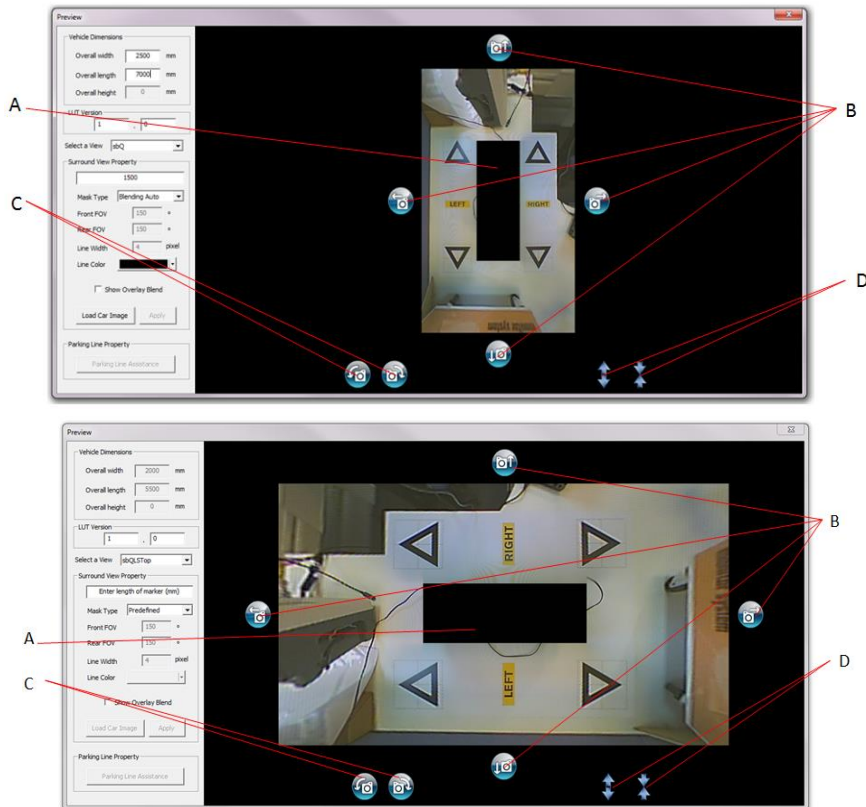 Preview
Vehicle Dimensions
Overall width 2500 mm
Overall length 7000 mm
Overall height 0 mm
LUT Version
1 . 0
Select a View sbQ
Surround View Property
1500
Mask Type Blending Auto
Front FOV 150 °
Rear FOV 150 °
Line Width 4 pixel
Line Color
Show Overlay Blend
Load Car Image Apply
Parking Line Property
Parking Line Assistance
A
C
B
D
LEFT RIGHT
Preview
Vehicle Dimensions
Overall width 2000 mm
Overall length 5500 mm
Overall height 0 mm
LUT Version
1 . 0
Select a View sbQLSTop
Surround View Property
Enter length of marker (mm)
Mask Type Predefined
Front FOV 150 °
Rear FOV 150 °
Line Width 4 pixel
Line Color
Show Overlay Blend
Load Car Image Apply
Parking Line Property
Parking Line Assistance
A
C
B
D
RIGHT
LEFT